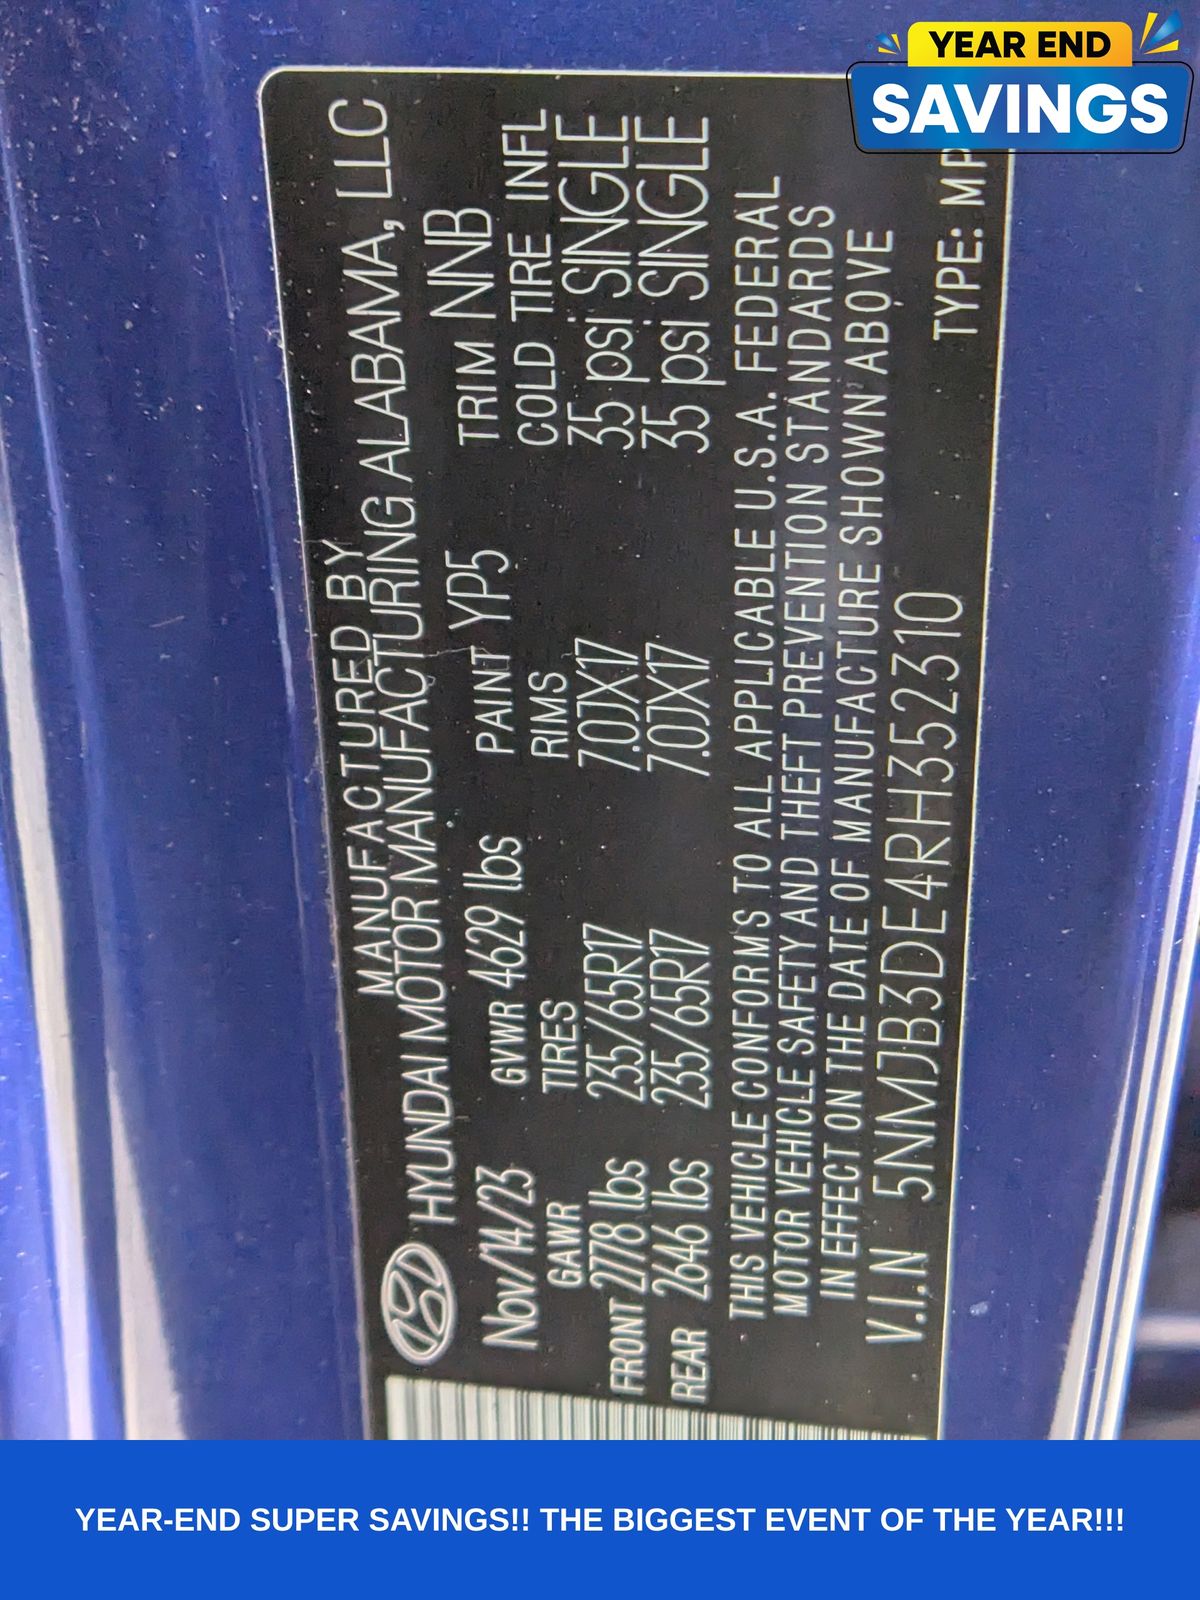 YEAR END
SAVINGS
MANUFACTURED BY
HYUNDAI MOTOR MANUFACTURING ALABAMA, LLC
Nov/14/23 GVWR 4629 lbs PAINT YP5 TRIM NNB
GAWR TIRES RIMS COLD TIRE INFL
FRONT 2778 lbs 235/65R17 7.0JX17 35 psi SINGLE
REAR 2646 lbs 235/65R17 7.0JX17 35 psi SINGLE
THIS VEHICLE CONFORMS TO ALL APPLICABLE U.S.A. FEDERAL
MOTOR VEHICLE SAFETY AND THEFT PREVENTION STANDARDS
IN EFFECT ON THE DATE OF MANUFACTURE SHOWN ABOVE
V.I.N 5NMJB3DE4RH352310 TYPE: MP
YEAR-END SUPER SAVINGS!! THE BIGGEST EVENT OF THE YEAR!!!